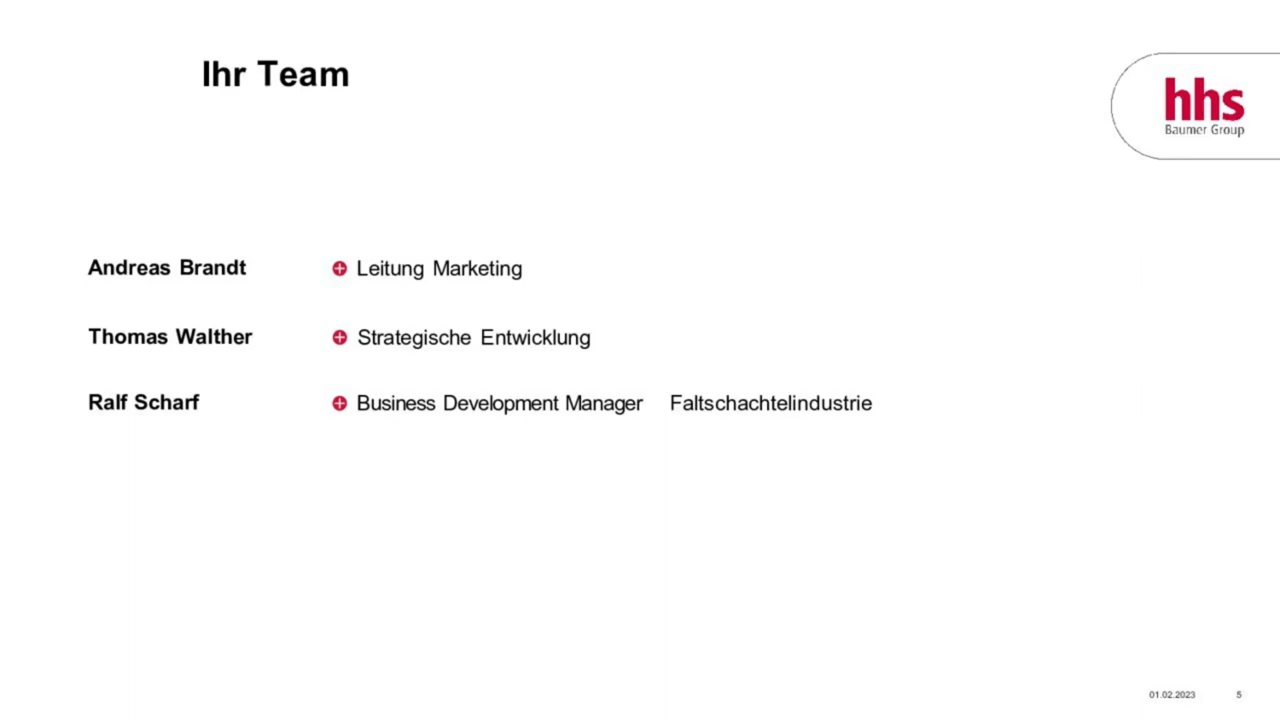 Ihr Team
hhs
Baumer Group
Andreas Brandt Leitung Marketing
Thomas Walther Strategische Entwicklung
Ralf Scharf Business Development Manager Faltschachtelindustrie
01.02.2023 5